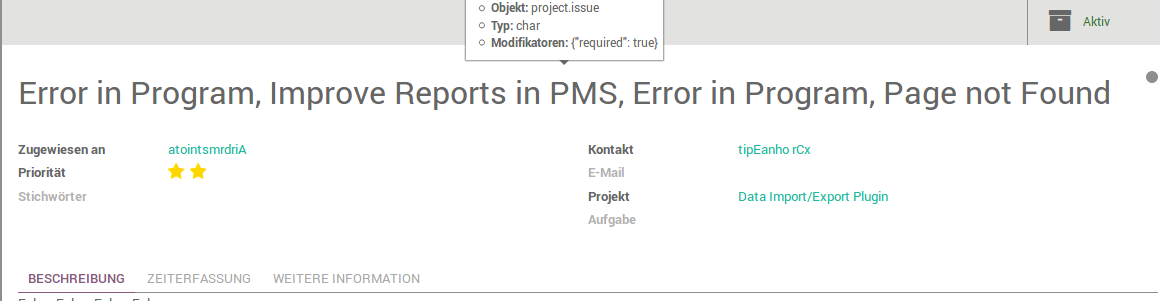 Objekt: project.issue
Typ: char
Modifikatoren: {"required": true}
Aktiv
Error in Program, Improve Reports in PMS, Error in Program, Page not Found
Zugewiesen an atointsmrdriA
Kontakt tipEanho rCx
Priorität
E-Mail
Stichwörter
Projekt Data Import/Export Plugin
Aufgabe
BESCHREIBUNG ZEITERFASSUNG WEITERE INFORMATION